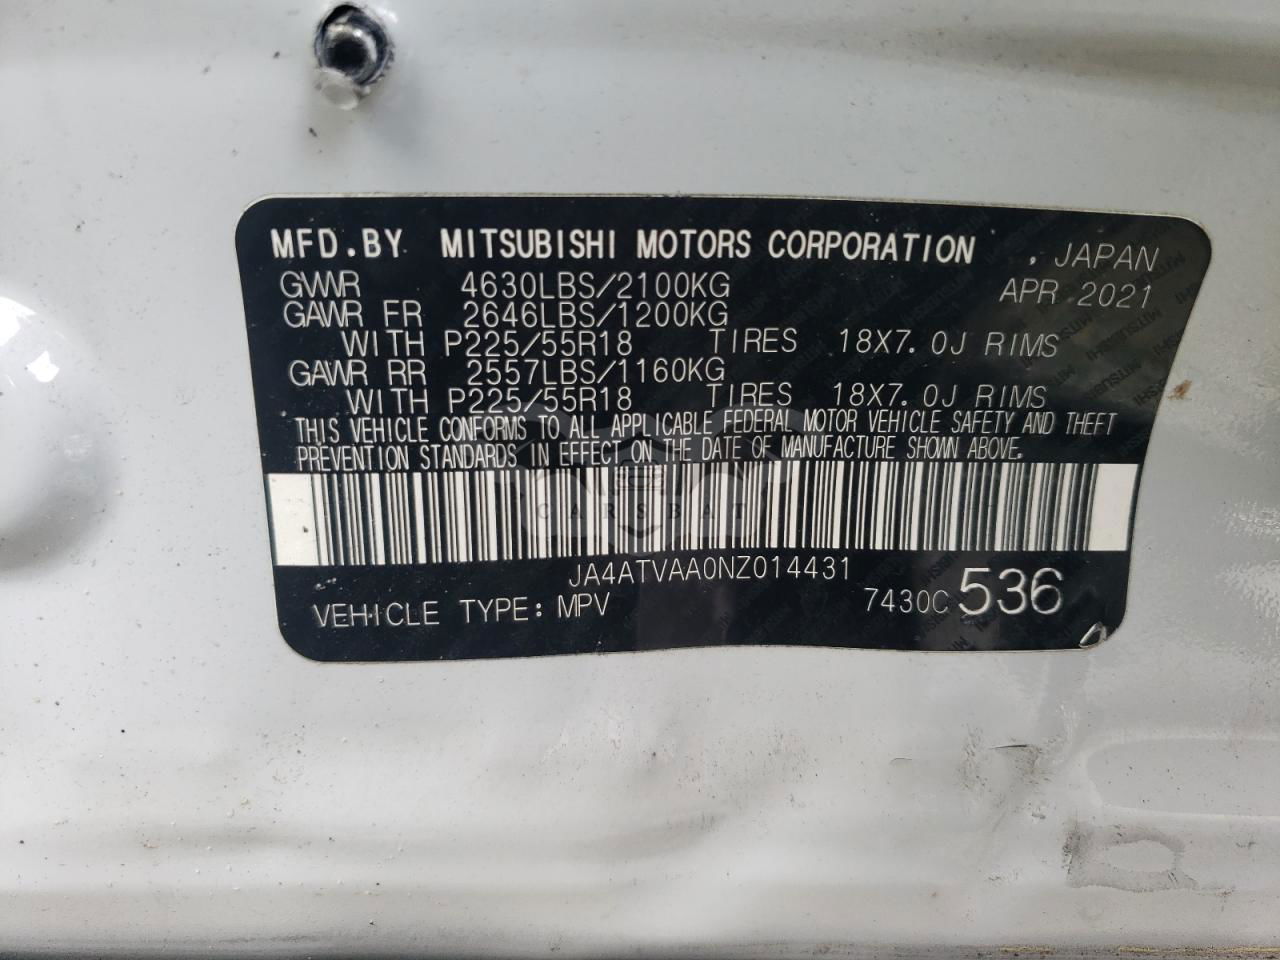 MFD.BY MITSUBISHI MOTORS CORPORATION , JAPAN
GVWR 4630LBS/2100KG APR 2021
GAWR FR 2646LBS/1200KG
WITH P225/55R18 TIRES 18X7.0J RIMS
GAWR RR 2557LBS/1160KG
WITH P225/55R18 TIRES 18X7.0J RIMS
THIS VEHICLE CONFORMS TO ALL APPLICABLE FEDERAL MOTOR VEHICLE SAFETY AND THEFT
PREVENTION STANDARDS IN EFFECT ON THE DATE OF MANUFACTURE SHOWN ABOVE.
CARSBAT
JA4ATVAA0NZ014431
VEHICLE TYPE: MPV 7430C 536